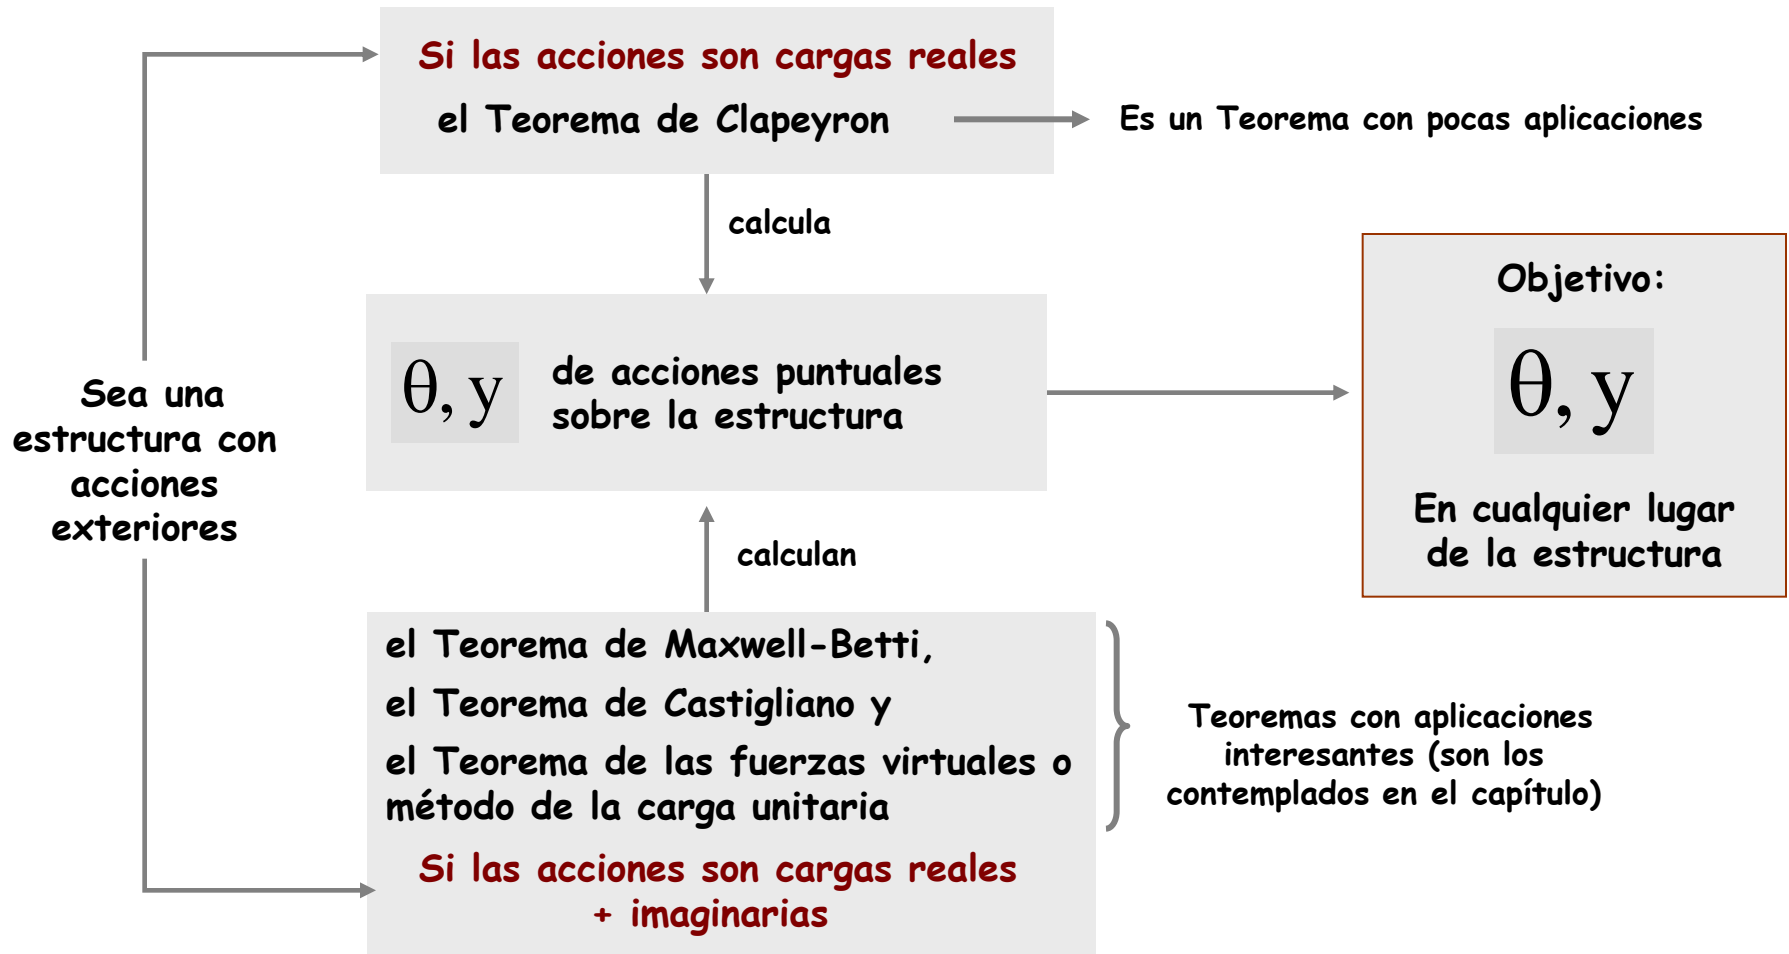 Si las acciones son cargas reales
el Teorema de Clapeyron
Es un Teorema con pocas aplicaciones
calcula
Objetivo:
θ, y
En cualquier lugar
de la estructura
θ, y
de acciones puntuales
sobre la estructura
Sea una
estructura con
acciones
exteriores
calculan
el Teorema de Maxwell-Betti,
el Teorema de Castigliano y
el Teorema de las fuerzas virtuales o
método de la carga unitaria
Si las acciones son cargas reales
+ imaginarias
Teoremas con aplicaciones
interesantes (son los
contemplados en el capítulo)